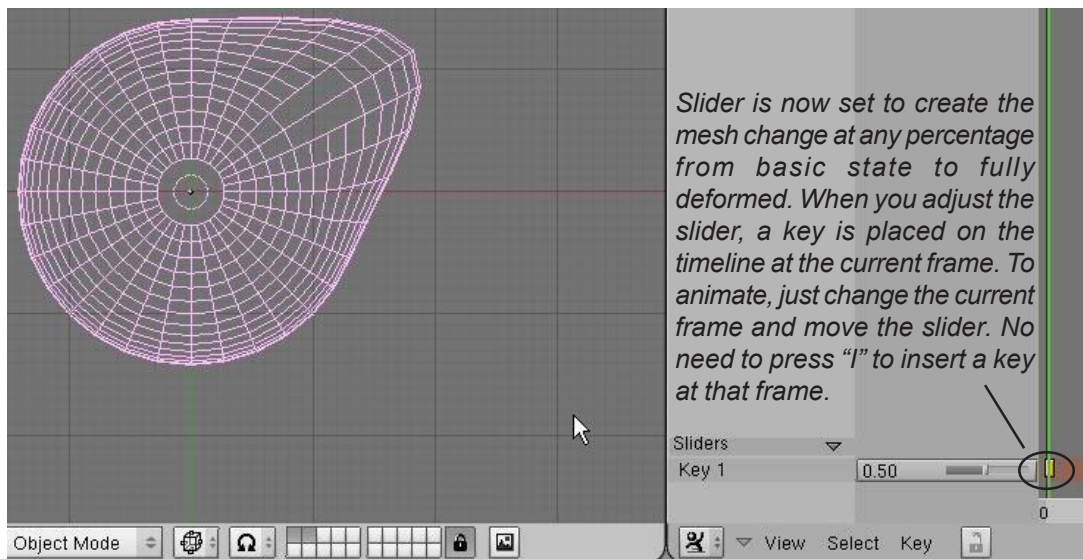 Slider is now set to create the
mesh change at any percentage
from basic state to fully
deformed. When you adjust the
slider, a key is placed on the
timeline at the current frame. To
animate, just change the current
frame and move the slider. No
need to press “I” to insert a key
at that frame.
Sliders
Key 1 0.50
0
Object Mode View Select Key